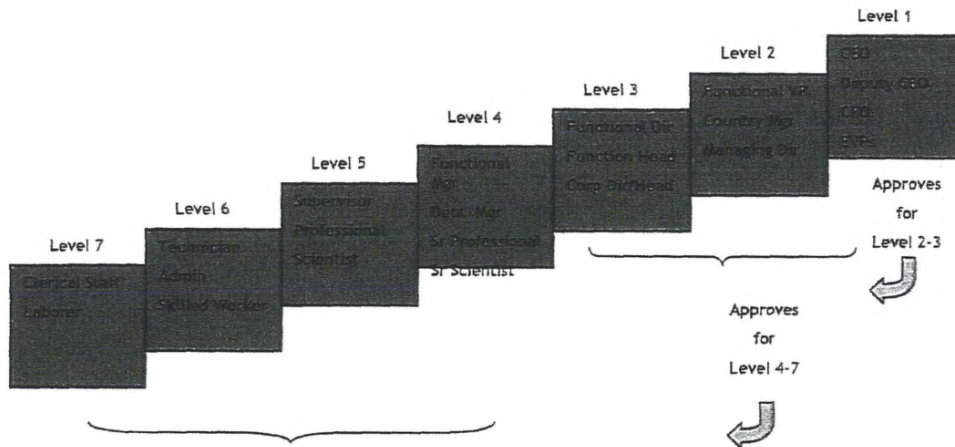 Level 1
CEO
Deputy CEO
CFO
EVPs
Level 2
Functional VP
Country Mgr
Managing Dir
Level 3
Functional Dir
Function Head
Corp Dir/Head
Level 4
Functional
Mgr
Dept. Mgr
Sr Professional
Sr Scientist
Level 5
Supervisor
Professional
Scientist
Level 6
Technician
Admin
Skilled Worker
Level 7
Clerical Staff
Laborer
Approves
for
Level 2-3
Approves
for
Level 4-7